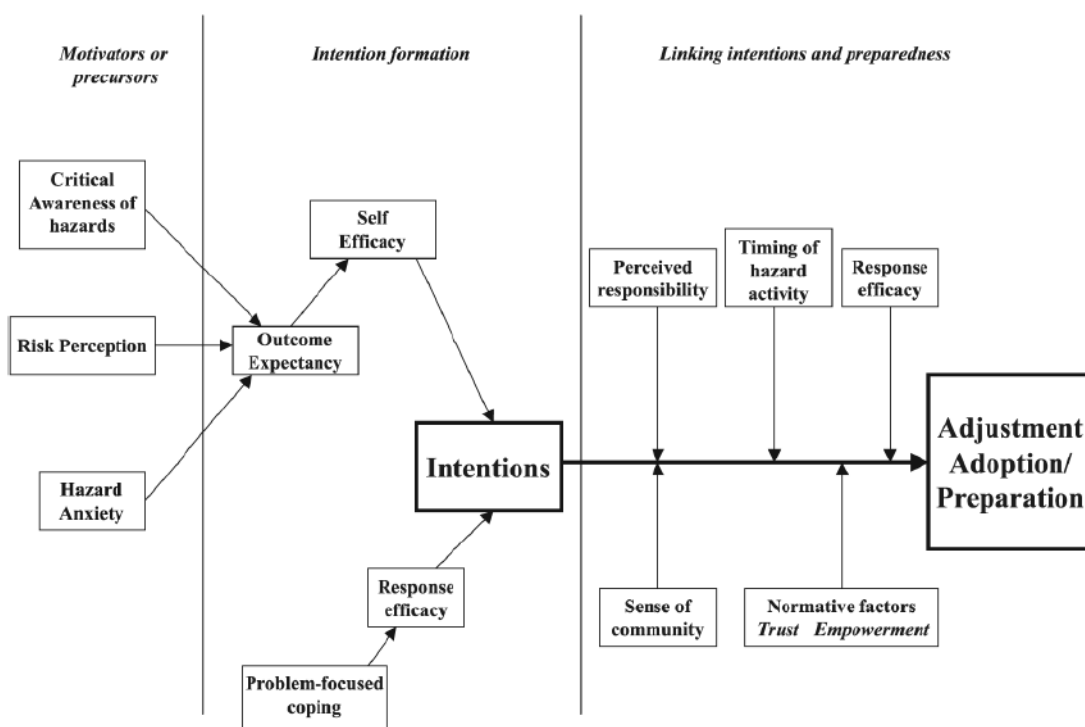 Motivators or
precursors
Intention formation
Linking intentions and preparedness
Critical
Awareness of
hazards
Self
Efficacy
Perceived
responsibility
Timing of
hazard
activity
Response
efficacy
Risk Perception
Outcome
Expectancy
Adjustment
Adoption/
Preparation
Intentions
Hazard
Anxiety
Response
efficacy
Sense of
community
Normative factors
Trust Empowerment
Problem-focused
coping